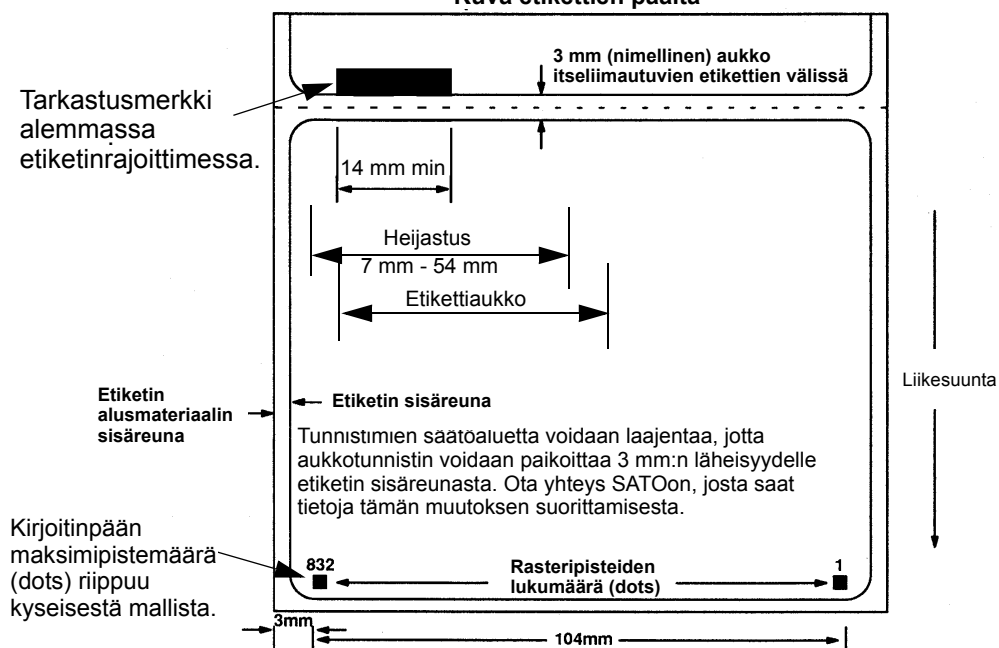 Kuva etikettien päältä
3 mm (nimellinen) aukko
itseliimautuvien etikettien välissä
Tarkastusmerkki
alemmassa
etiketinrajoittimessa.
14 mm min
Heijastus
7 mm - 54 mm
Etikettiaukko
Liikesuunta
Etiketin
alusmateriaalin
sisäreuna
Etiketin sisäreuna
Tunnistimien säätöaluetta voidaan laajentaa, jotta
aukkotunnistin voidaan paikoittaa 3 mm:n läheisyydelle
etiketin sisäreunasta. Ota yhteys SATOon, josta saat
tietoja tämän muutoksen suorittamisesta.
Kirjoitinpään
maksimipistemäärä
(dots) riippuu
kyseisestä mallista.
832
Rasteripisteiden
lukumäärä (dots)
1
3mm
104mm